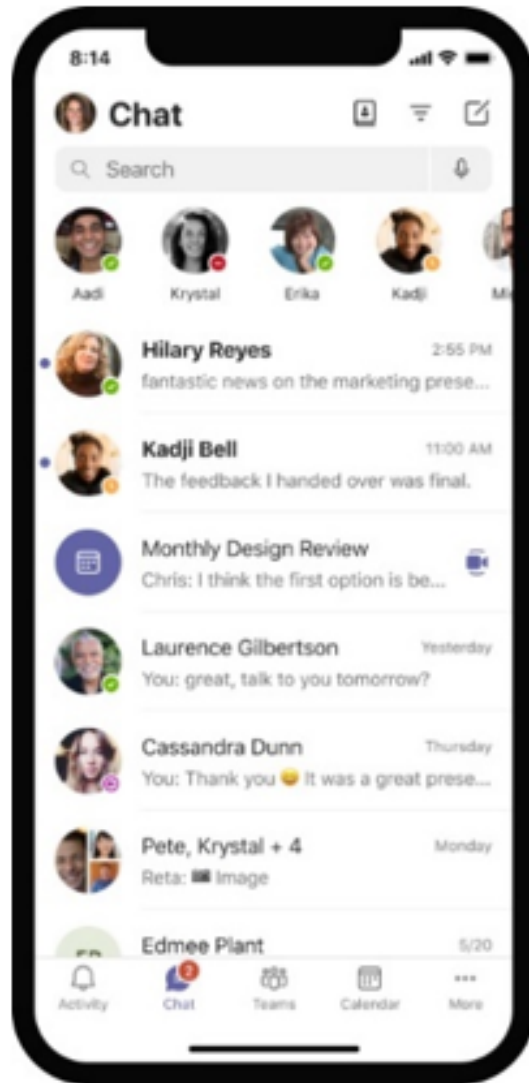 8:14
Chat
Search
Aadi Krystal Erika Kadji
Hilary Reyes 2:55 PM
fantastic news on the marketing prese...
Kadji Bell 11:00 AM
The feedback I handed over was final.
Monthly Design Review
Chris: I think the first option is be...
Laurence Gilbertson Yesterday
You: great, talk to you tomorrow?
Cassandra Dunn Thursday
You: Thank you 😄 It was a great prese...
Pete, Krystal + 4 Monday
Reta: Image
Edmee Plant 5/20
2
Activity Chat Teams Calendar More